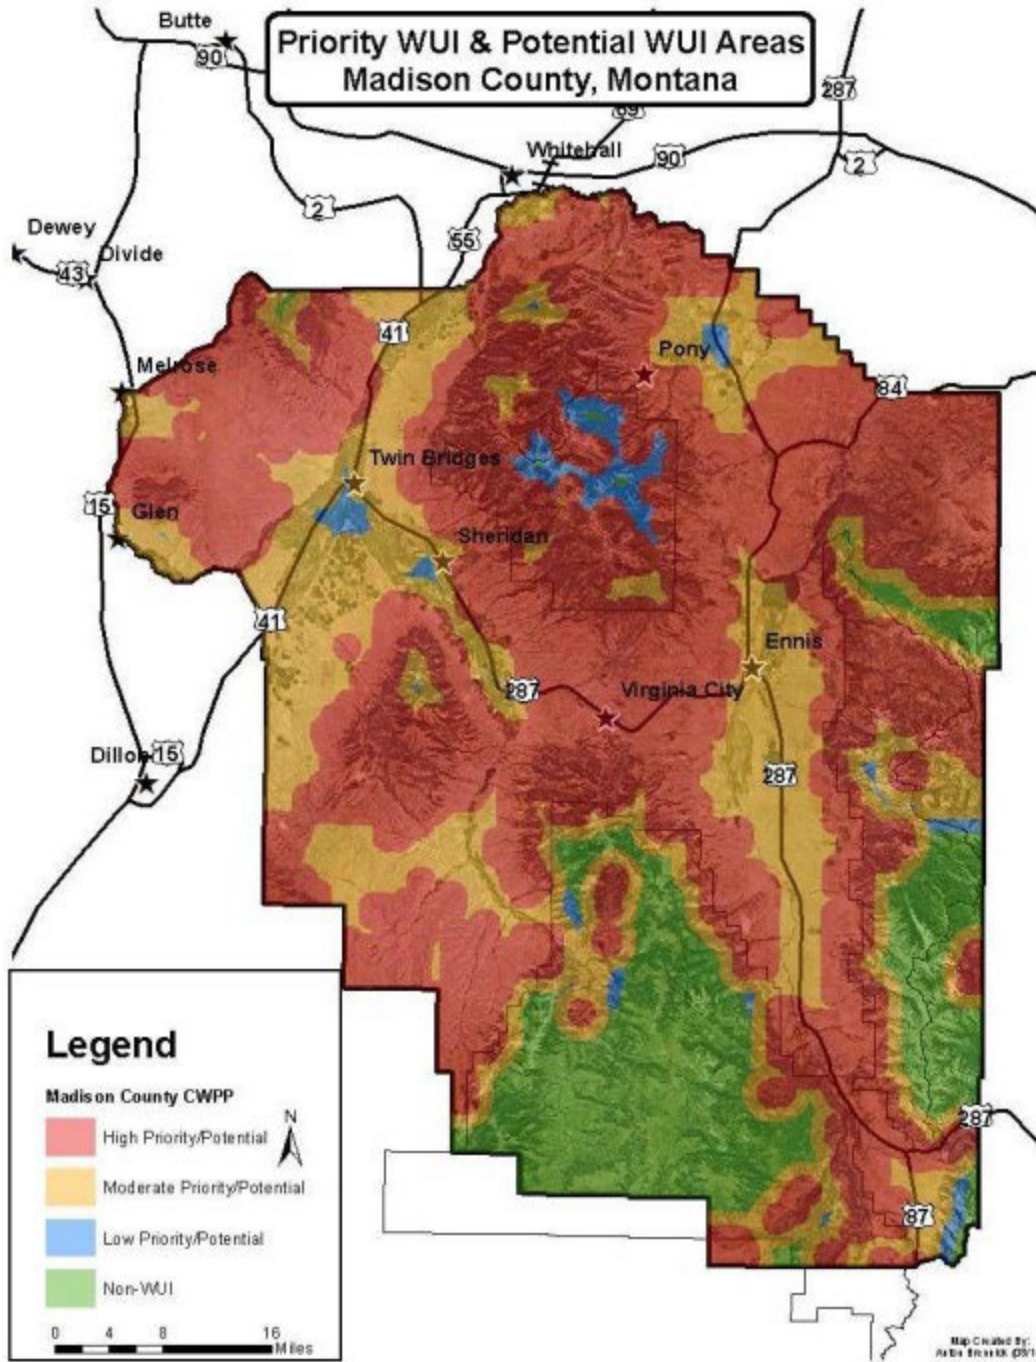 Butte
Priority WUI & Potential WUI Areas
Madison County, Montana
90
287
69
Whitehall
90
2
2
Dewey
Divide
43
55
41
Melrose
Pony
84
Twin Bridges
15
Glen
Sheridan
41
Ennis
287
Virginia City
Dillon
15
287
Legend
Madison County CWPP
N
High Priority/Potential
287
Moderate Priority/Potential
87
Low Priority/Potential
Non-WUI
0 4 8 16
Miles
Map Created By: